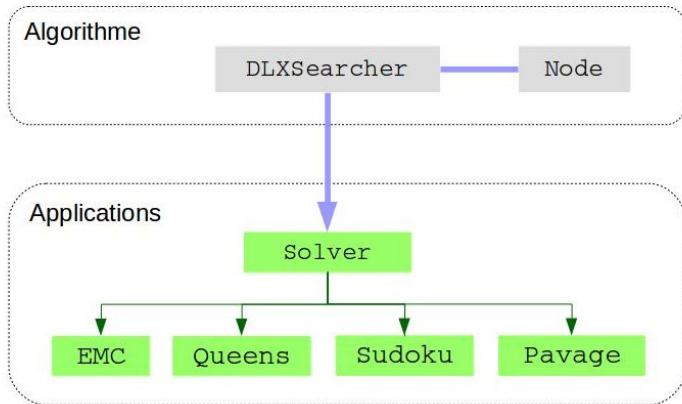 Algorithme
DLXSearcher
Node
Applications
Solver
EMC
Queens
Sudoku
Pavage